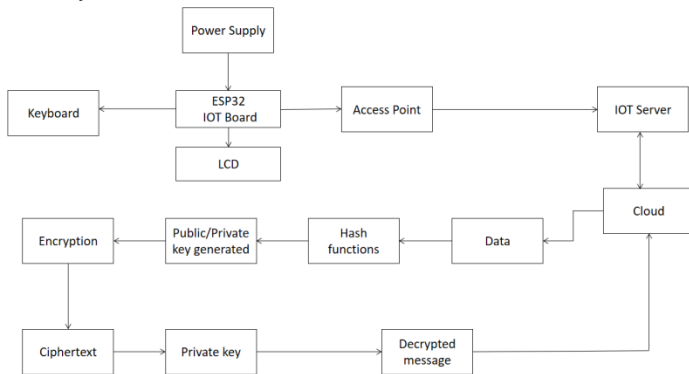 Power Supply
Keyboard
ESP32
IOT Board
Access Point
IOT Server
LCD
Cloud
Encryption
Public/Private
key generated
Hash
functions
Data
Ciphertext
Private key
Decrypted
message